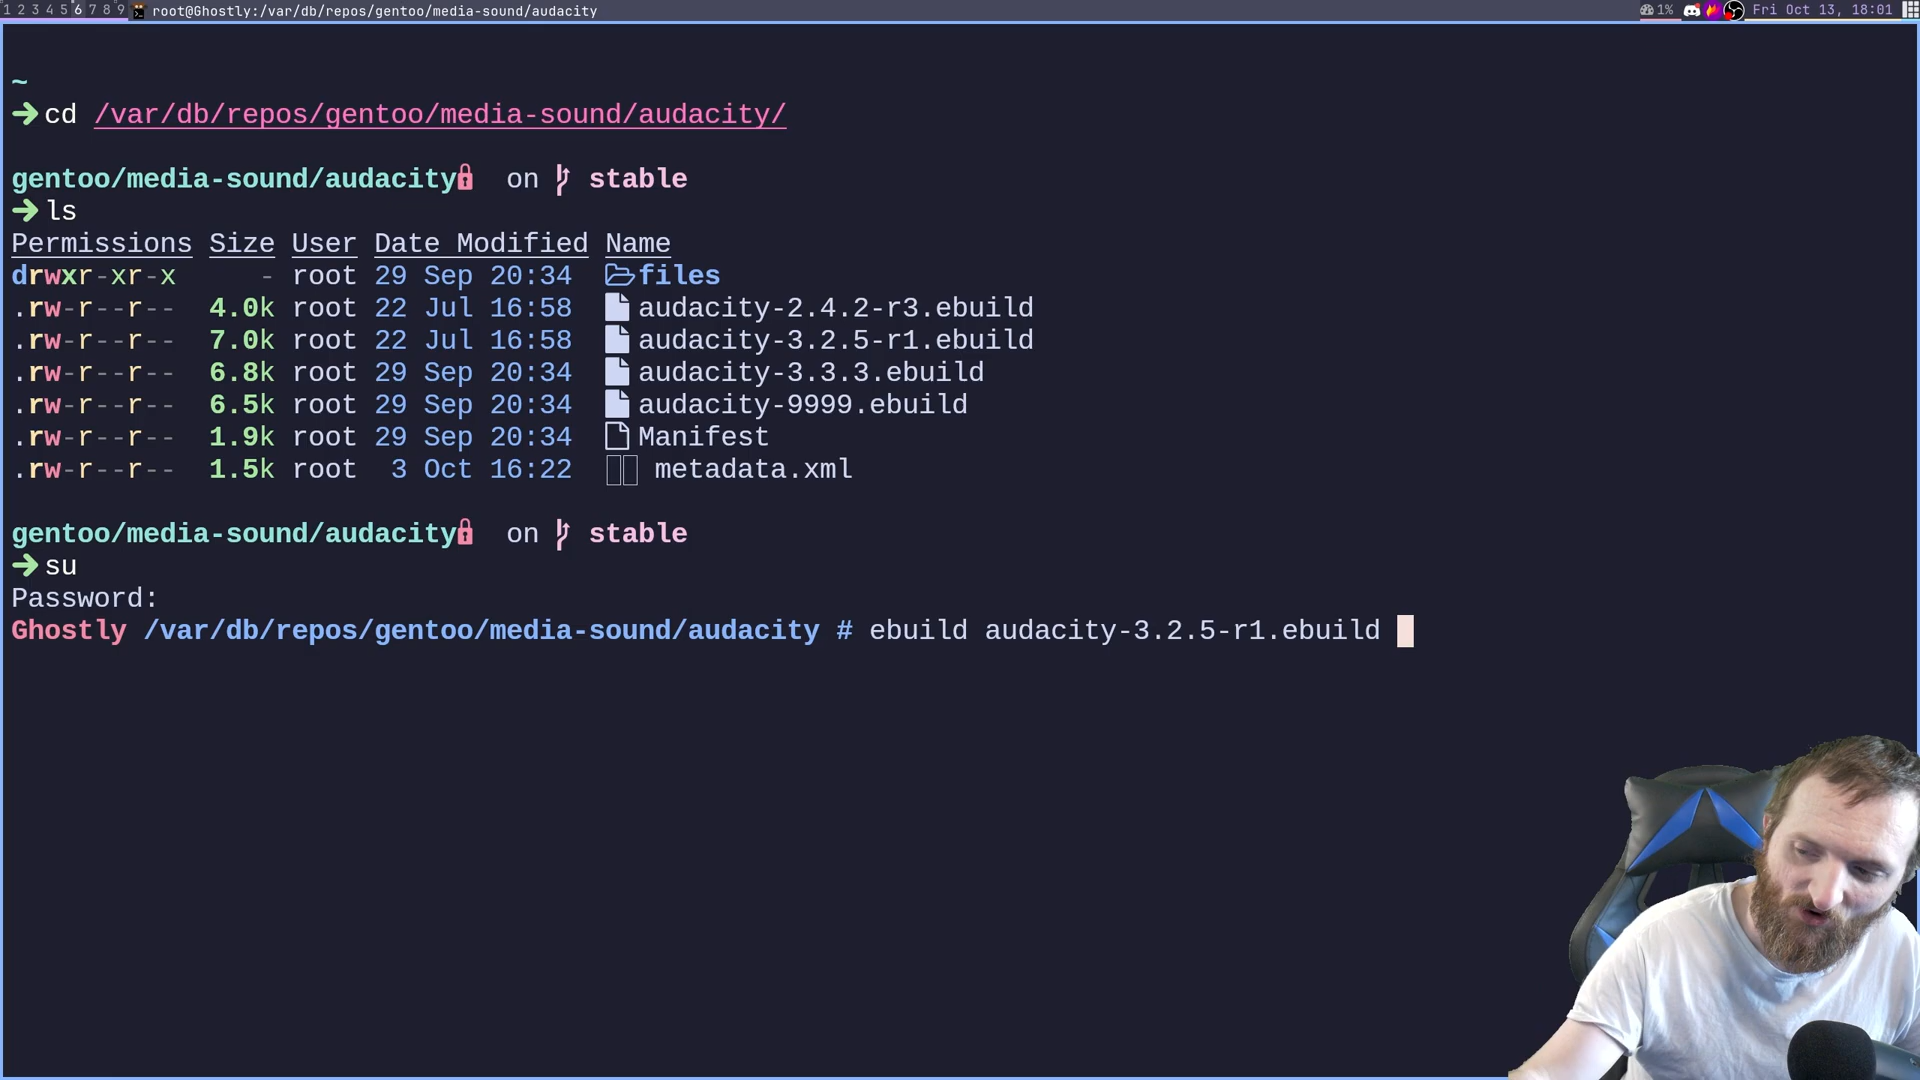 1 2 3 4 5 6 7 8 9 root@Ghostly:/var/db/repos/gentoo/media-sound/audacity 1% Fri Oct 13, 18:01
~
cd /var/db/repos/gentoo/media-sound/audacity/
gentoo/media-sound/audacity on stable
ls
Permissions Size User Date Modified Name
drwxr-xr-x - root 29 Sep 20:34 files
.rw-r--r-- 4.0k root 22 Jul 16:58 audacity-2.4.2-r3.ebuild
.rw-r--r-- 7.0k root 22 Jul 16:58 audacity-3.2.5-r1.ebuild
.rw-r--r-- 6.8k root 29 Sep 20:34 audacity-3.3.3.ebuild
.rw-r--r-- 6.5k root 29 Sep 20:34 audacity-9999.ebuild
.rw-r--r-- 1.9k root 29 Sep 20:34 Manifest
.rw-r--r-- 1.5k root 3 Oct 16:22 metadata.xml
gentoo/media-sound/audacity on stable
su
Password:
Ghostly /var/db/repos/gentoo/media-sound/audacity # ebuild audacity-3.2.5-r1.ebuild